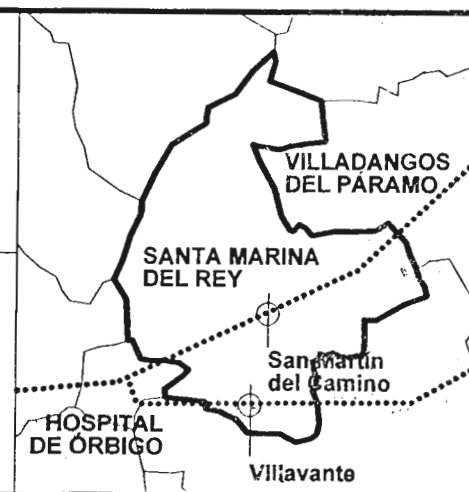 VILLADANGOS
DEL PÁRAMO
SANTA MARINA
DEL REY
San Martín
del Camino
HOSPITAL
DE ÓRBIGO
Villavante